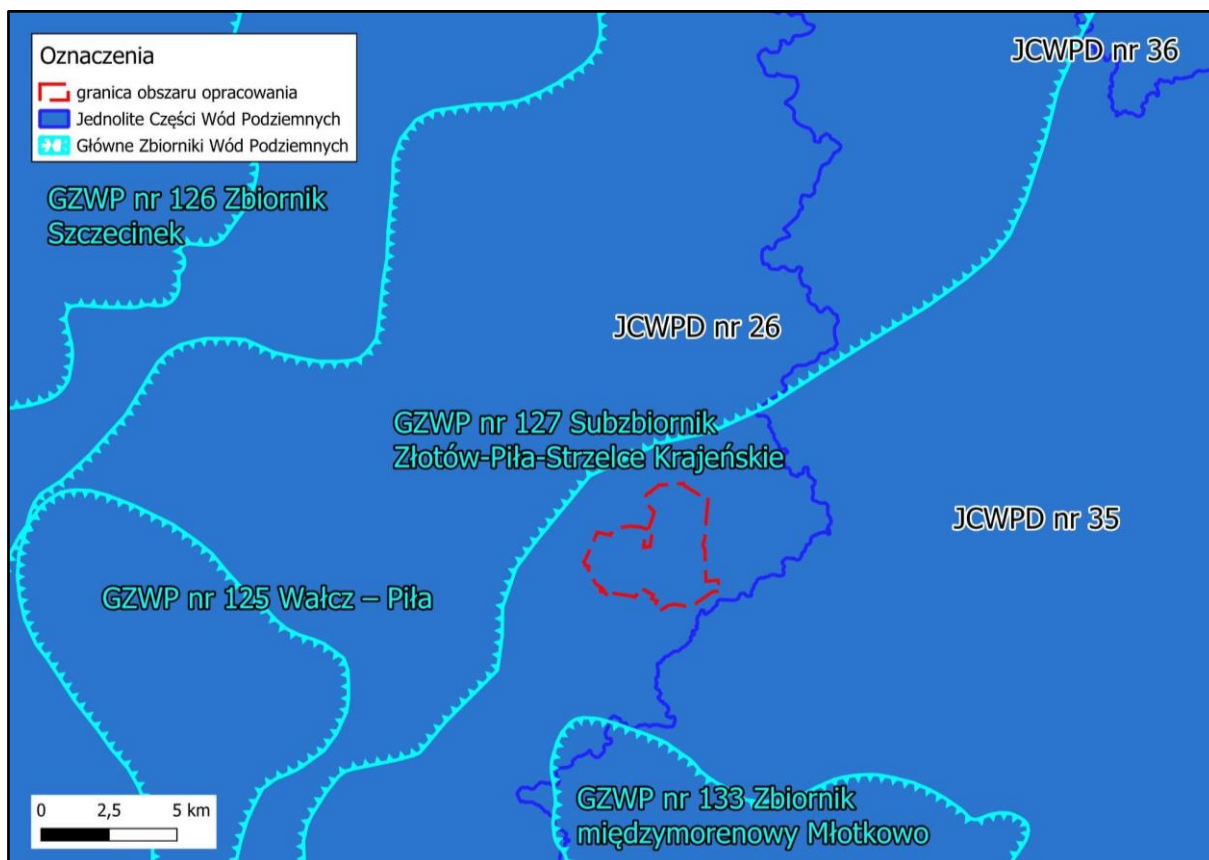 Oznaczenia
granica obszaru opracowania
Jednolite Części Wód Podziemnych
Główne Zbiorniki Wód Podziemnych
JCWPD nr 36
GZWP nr 126 Zbiornik
Szczecinek
JCWPD nr 26
GZWP nr 127 Subzbiornik
Złotów-Piła-Strzelce Krajeńskie
JCWPD nr 35
GZWP nr 125 Wałcz – Piła
GZWP nr 133 Zbiornik
międzymorenowy Młotkowo
0 2,5 5 km